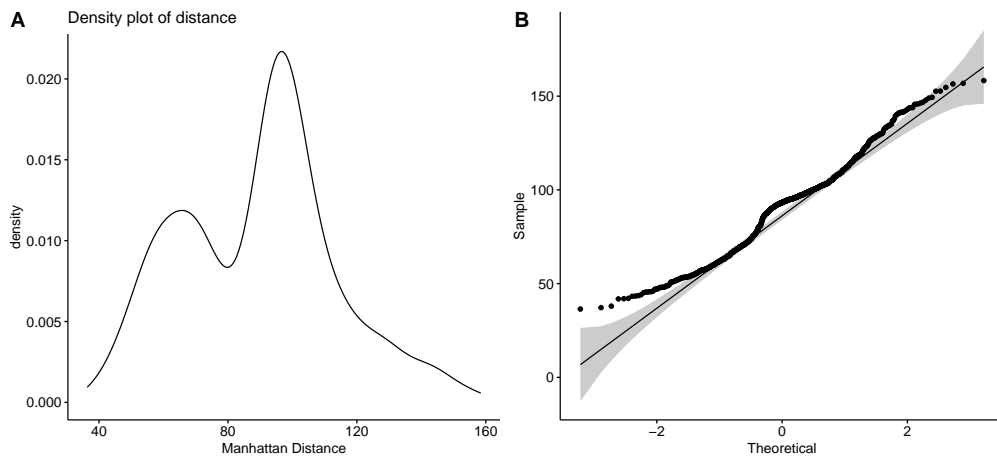 A
Density plot of distance
density
0.020
0.015
0.010
0.005
0.000
40 80 120 160
Manhattan Distance
B
Sample
150
100
50
0
−2 0 2
Theoretical